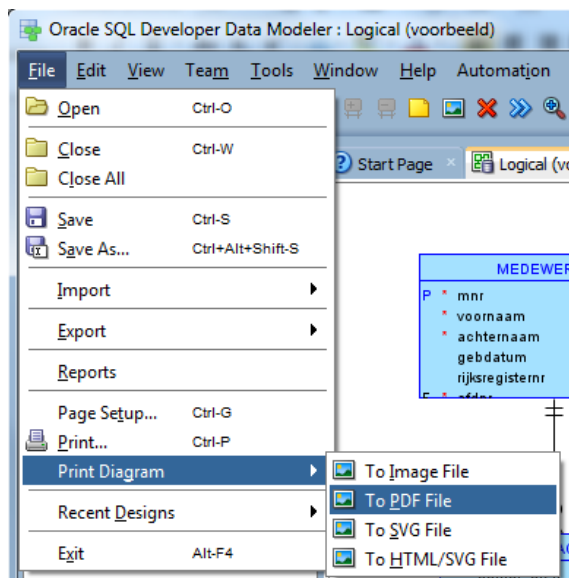 Oracle SQL Developer Data Modeler : Logical (voorbeeld)
File Edit View Team Tools Window Help Automation
Open Ctrl-O
Close Ctrl-W
Close All
Save Ctrl-S
Save As... Ctrl+Alt+Shift-S
Import
Export
Reports
Page Setup... Ctrl-G
Print... Ctrl-P
Print Diagram
Recent Designs
Exit Alt-F4
To Image File
To PDF File
To SVG File
To HTML/SVG File
Start Page Logical (vo
MEDEWER
P * mnr
* voornaam
* achternaam
gebdatum
rijksregisternr